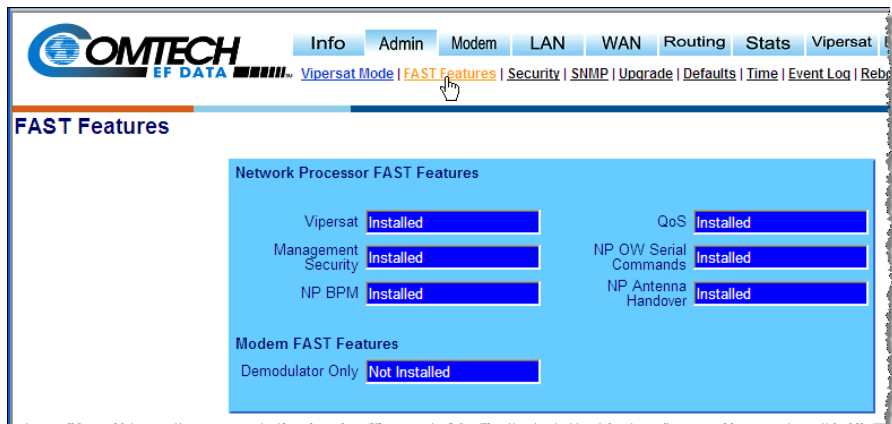 COMTECH
EF DATA
Info Admin Modem LAN WAN Routing Stats Vipersat
Vipersat Mode | FAST Features | Security | SNMP | Upgrade | Defaults | Time | Event Log |
FAST Features
Network Processor FAST Features
Vipersat Installed QoS Installed
Management Security Installed NP OW Serial Commands Installed
NP BPM Installed NP Antenna Handover Installed
Modem FAST Features
Demodulator Only Not Installed